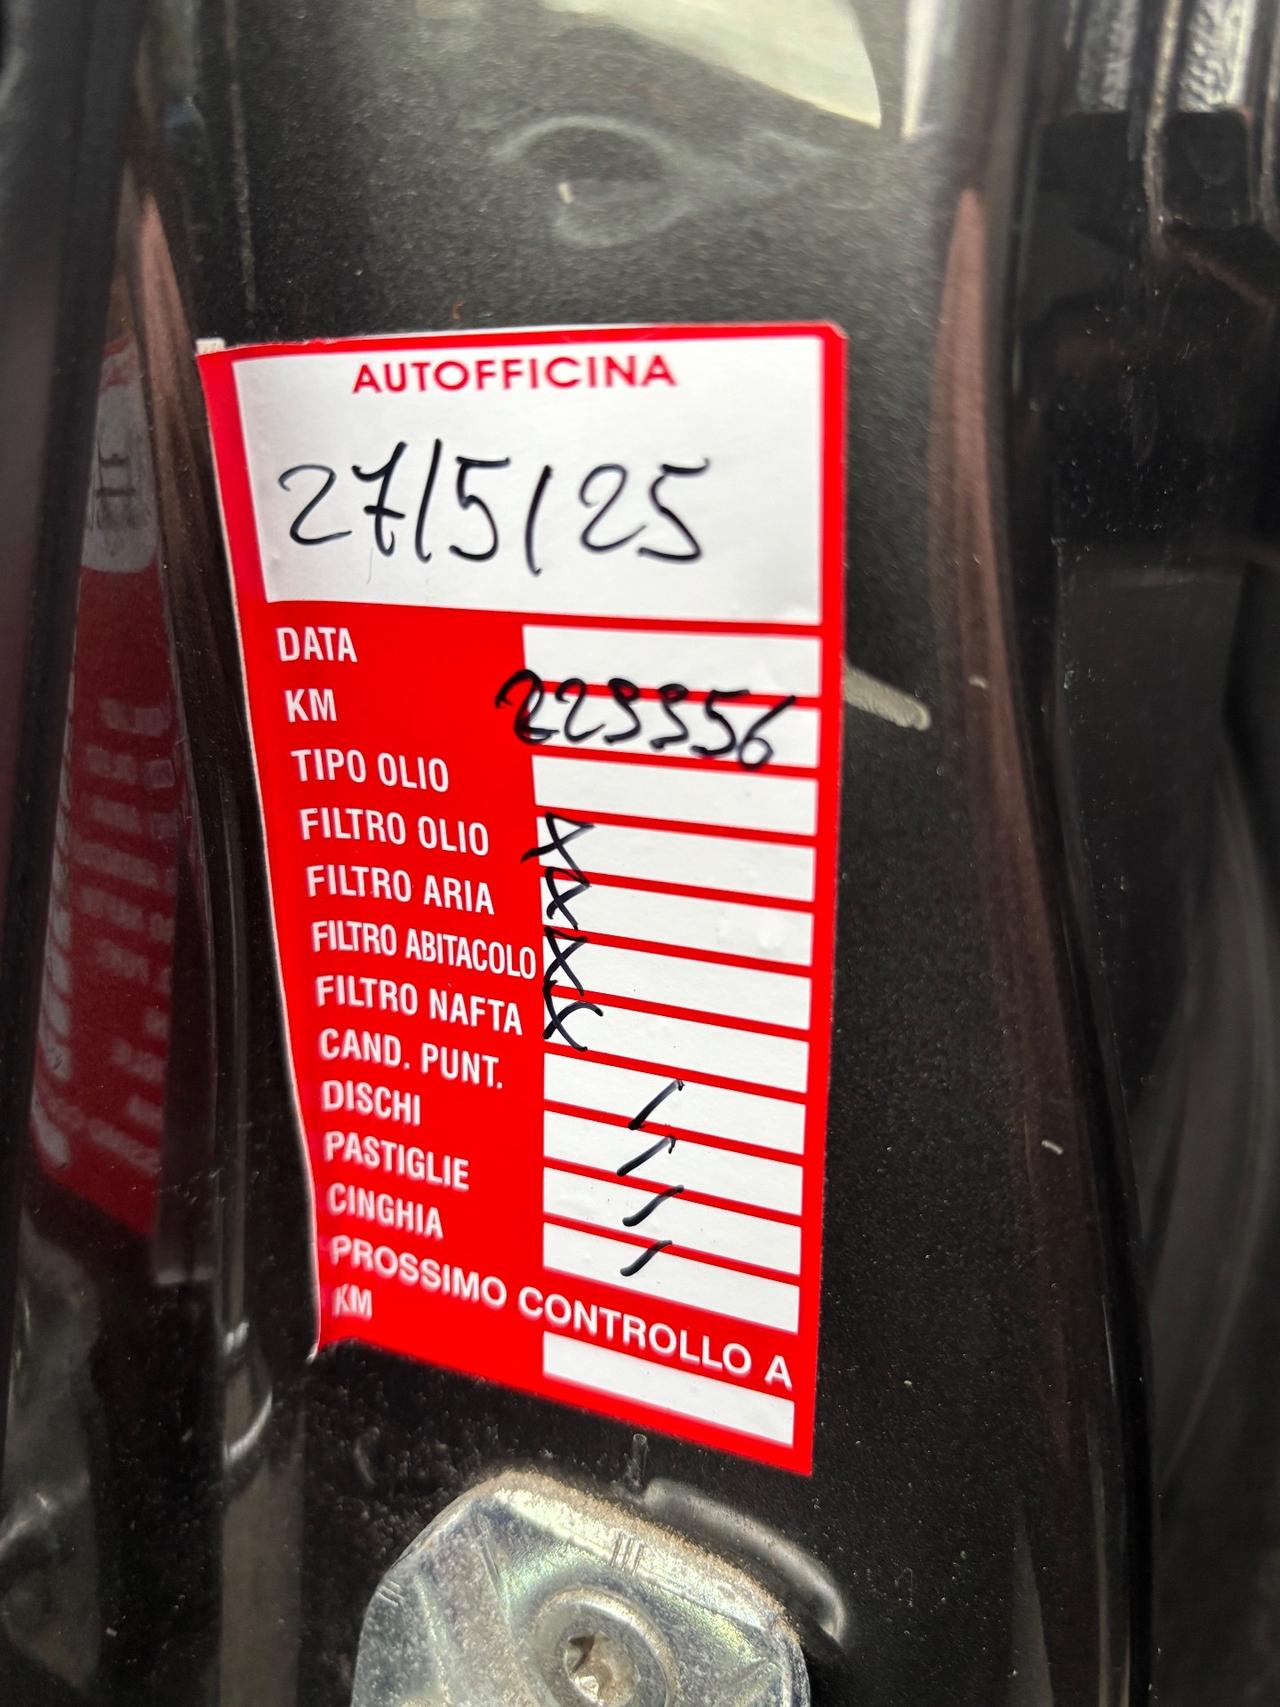 AUTOFFICINA
27/5/25
DATA
KM 229956
TIPO OLIO
FILTRO OLIO X
FILTRO ARIA X
FILTRO ABITACOLO X
FILTRO NAFTA X
CAND. PUNT. /
DISCHI /
PASTIGLIE /
CINGHIA /
PROSSIMO CONTROLLO A
KM